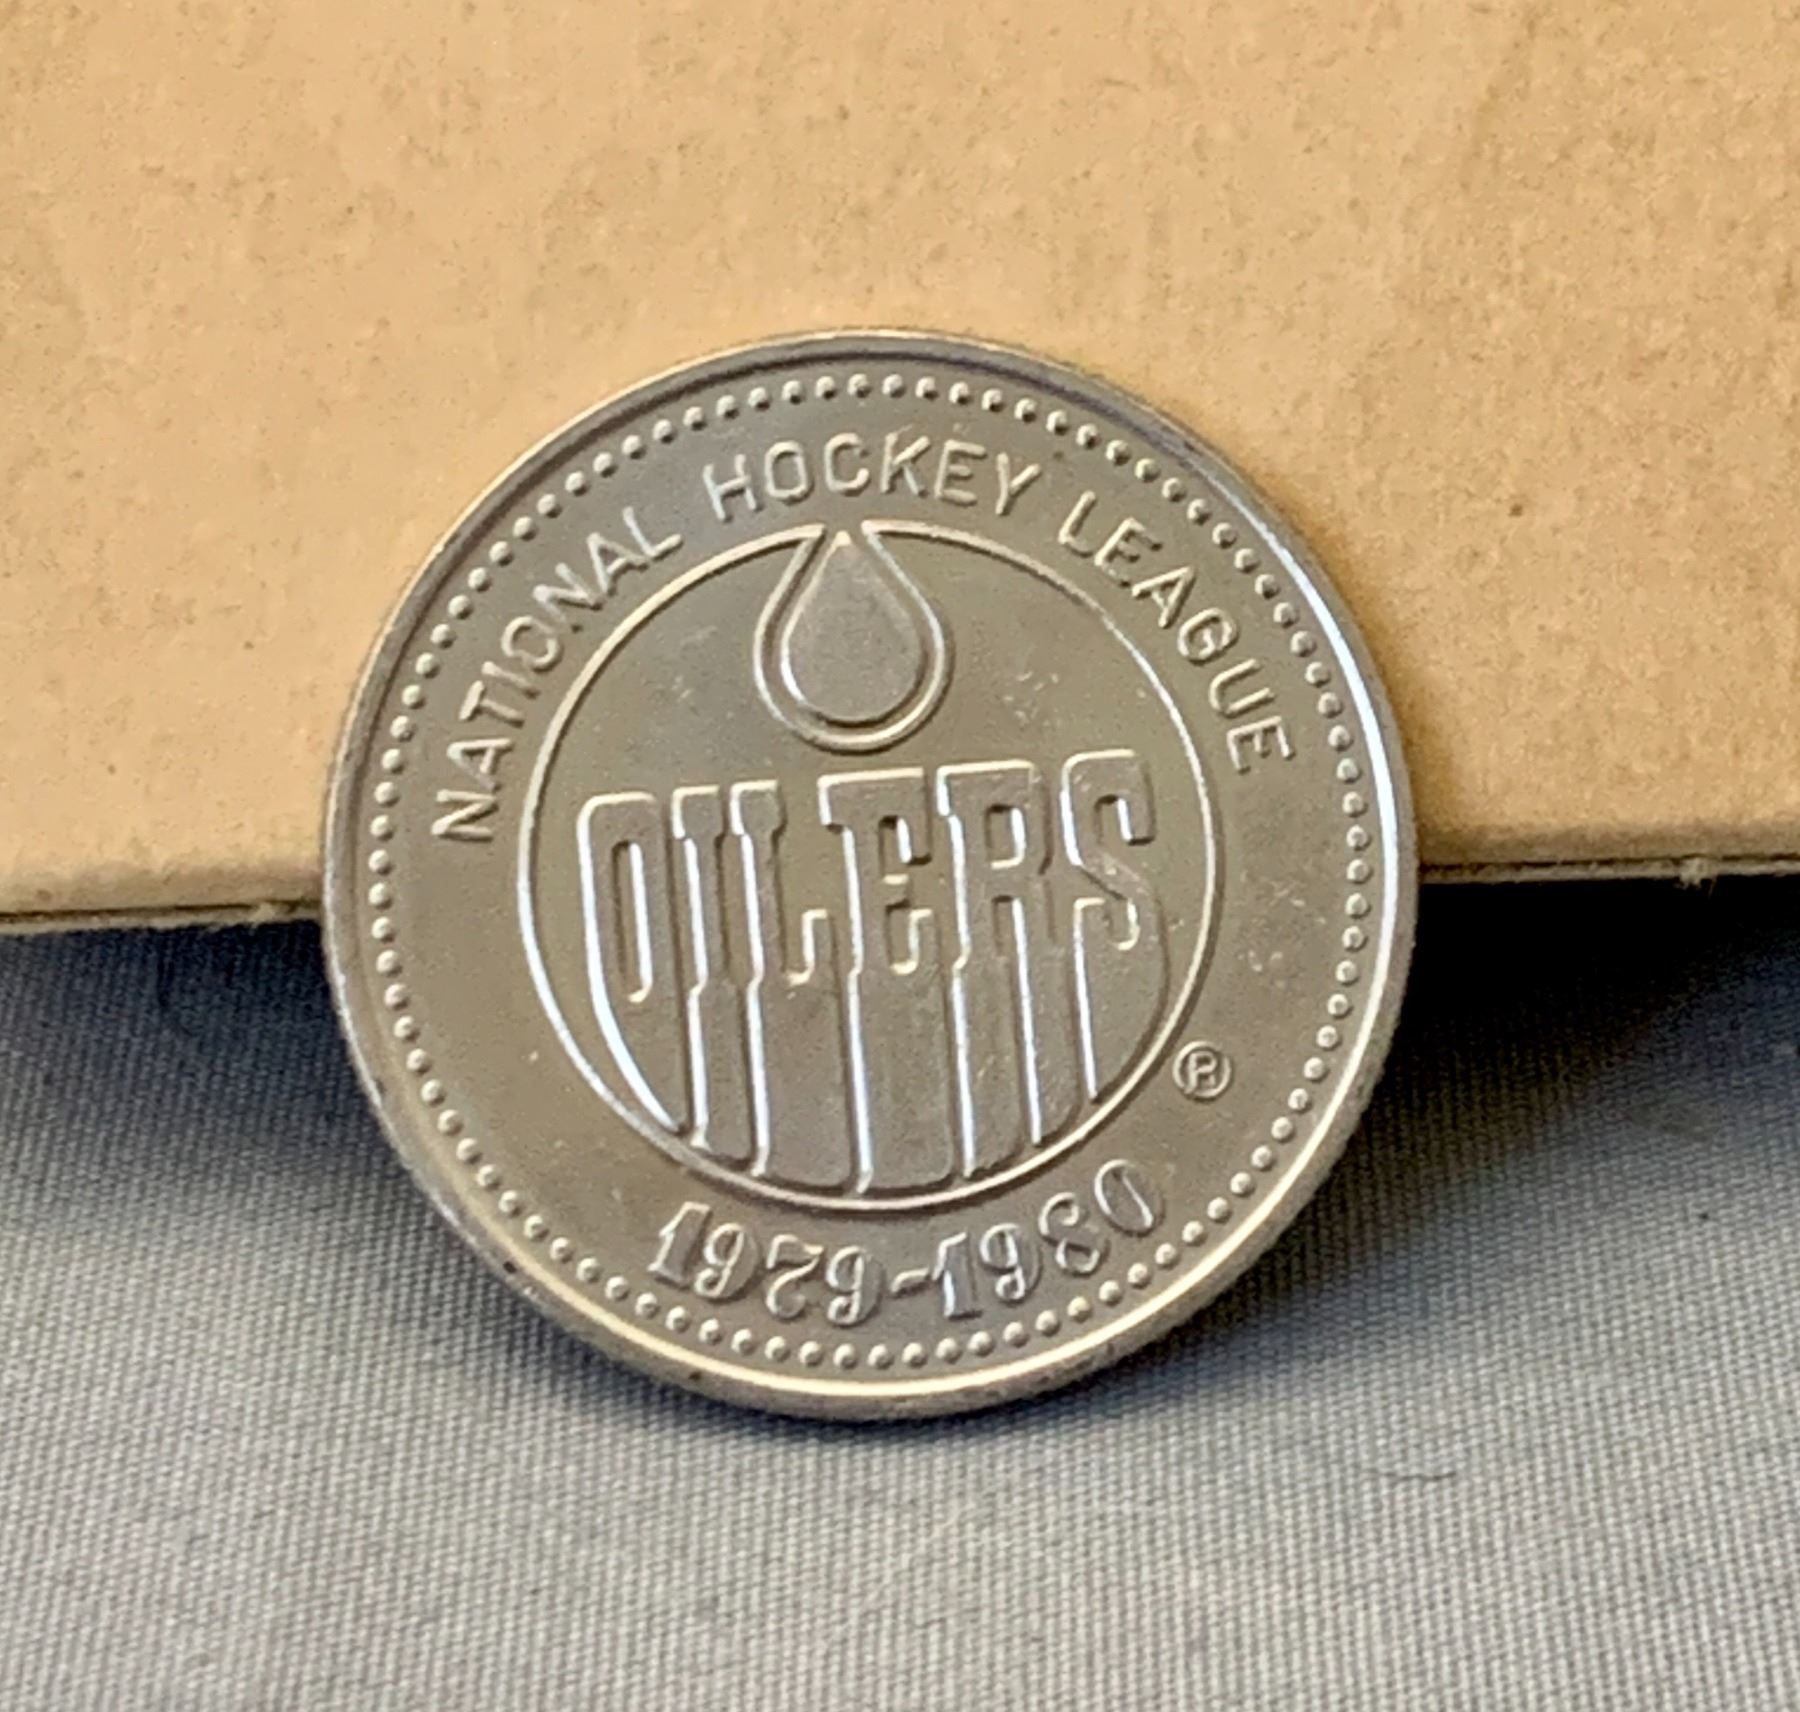 NATIONAL HOCKEY LEAGUE
OILERS
®
1979-1980